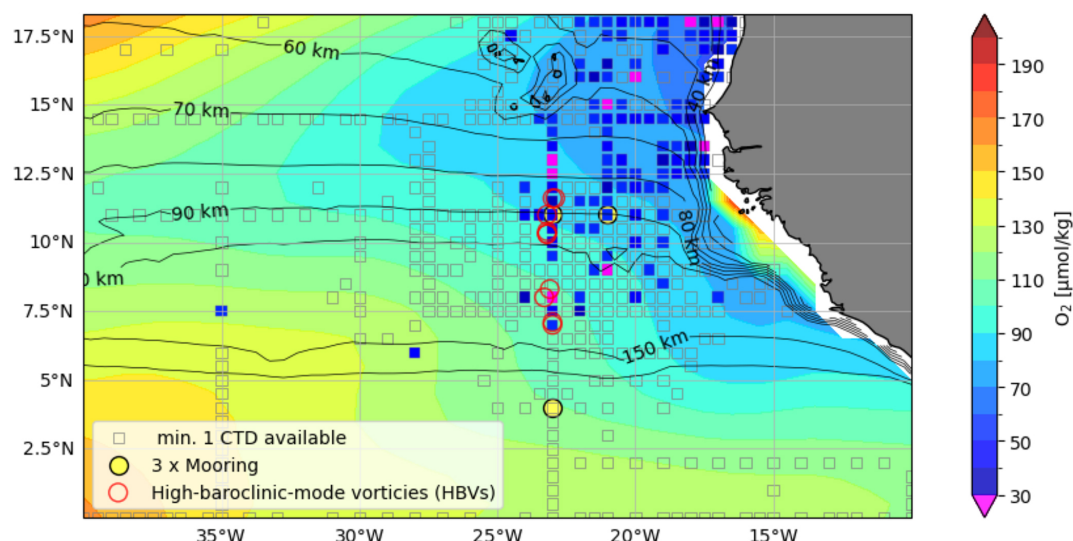 17.5°N
15°N
12.5°N
10°N
7.5°N
5°N
2.5°N
60 km
70 km
90 km
0 km
40 km
80 km
150 km
min. 1 CTD available
3 x Mooring
High-baroclinic-mode vorticies (HBVs)
35°W
30°W
25°W
20°W
15°W
190
170
150
130
110
90
70
50
30
O₂ [µmol/kg]